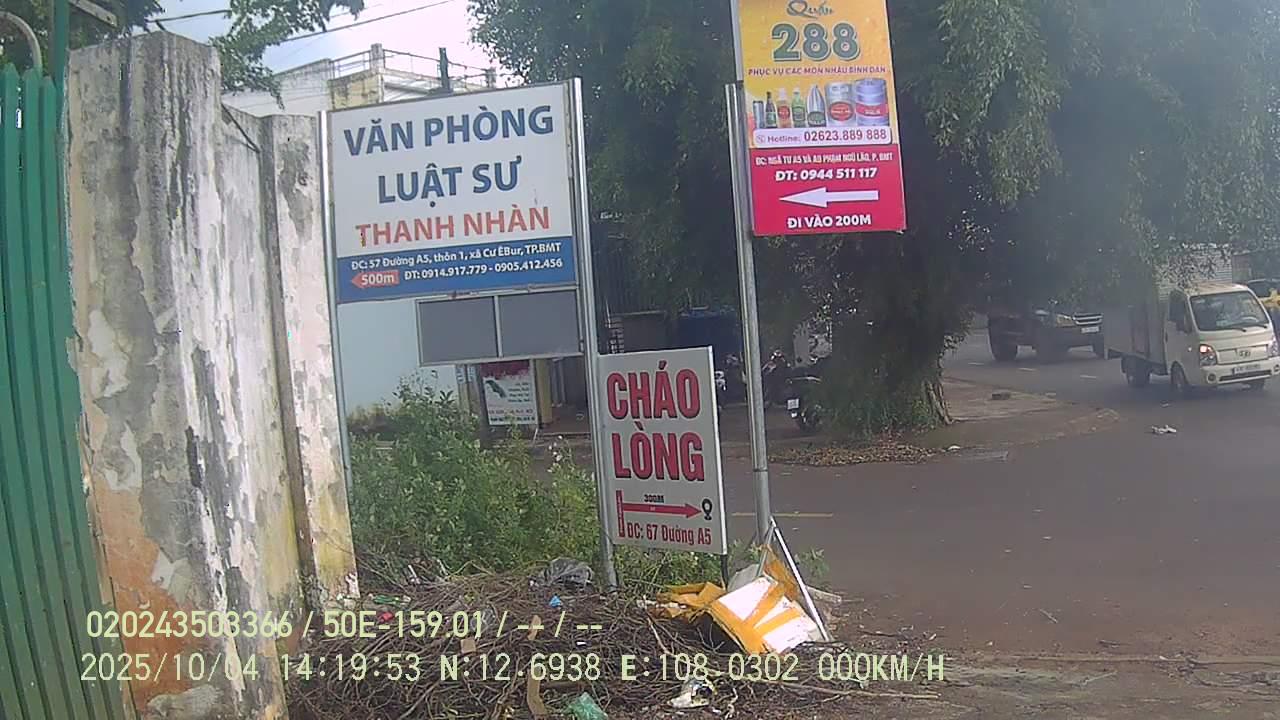 VĂN PHÒNG
LUẬT SƯ
THANH NHÀN
ĐC: 57 Đường A5, thôn 1, xã Cư ÊBur, TP.BMT
500m
ĐT: 0914.917.779 - 0905.412.456
Quán
288
PHỤC VỤ CÁC MÓN NHẬU BÌNH DÂN
Hotline: 02623.889 888
ĐC: NGÃ TƯ A5 VÀ A9 PHẠM NGŨ LÃO, P. BMT
ĐT: 0944 511 117
ĐI VÀO 200M
CHÁO
LÒNG
300M
ĐC: 67 Đường A5
020243503366 / 50E-159.01 / -- / --
2025/10/04 14:19:53 N:12.6938 E:108.0302 000KM/H